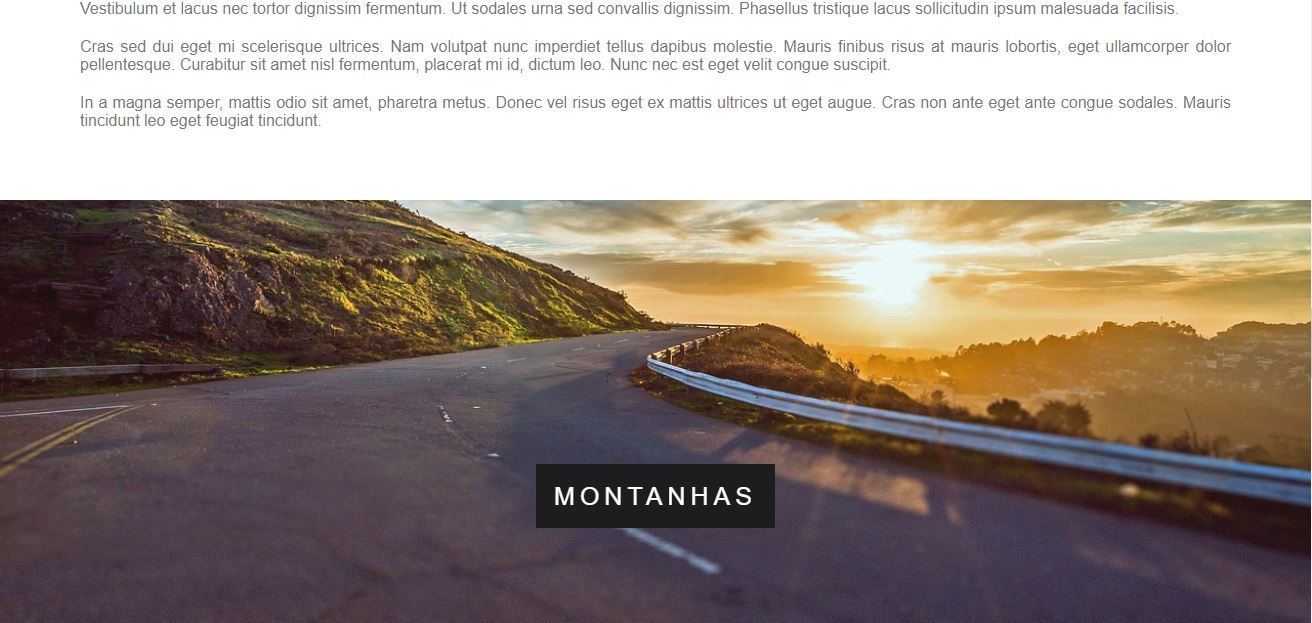 Vestibulum et lacus nec tortor dignissim fermentum. Ut sodales urna sed convallis dignissim. Phasellus tristique lacus sollicitudin ipsum malesuada facilisis.
Cras sed dui eget mi scelerisque ultrices. Nam volutpat nunc imperdiet tellus dapibus molestie. Mauris finibus risus at mauris lobortis, eget ullamcorper dolor
pellentesque. Curabitur sit amet nisl fermentum, placerat mi id, dictum leo. Nunc nec est eget velit congue suscipit.
In a magna semper, mattis odio sit amet, pharetra metus. Donec vel risus eget ex mattis ultrices ut eget augue. Cras non ante eget ante congue sodales. Mauris
tincidunt leo eget feugiat tincidunt.
MONTANHAS